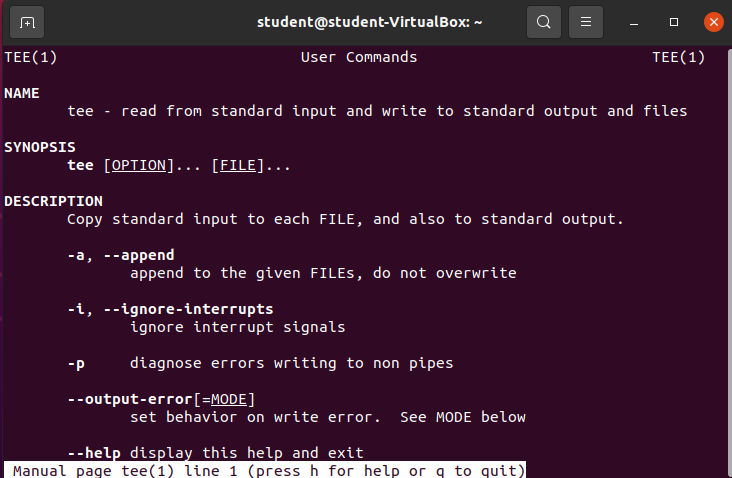 student@student-VirtualBox: ~
TEE(1) User Commands TEE(1)
NAME
tee - read from standard input and write to standard output and files
SYNOPSIS
tee [OPTION]... [FILE]...
DESCRIPTION
Copy standard input to each FILE, and also to standard output.
-a, --append
append to the given FILEs, do not overwrite
-i, --ignore-interrupts
ignore interrupt signals
-p diagnose errors writing to non pipes
--output-error[=MODE]
set behavior on write error. See MODE below
--help display this help and exit
Manual page tee(1) line 1 (press h for help or q to quit)